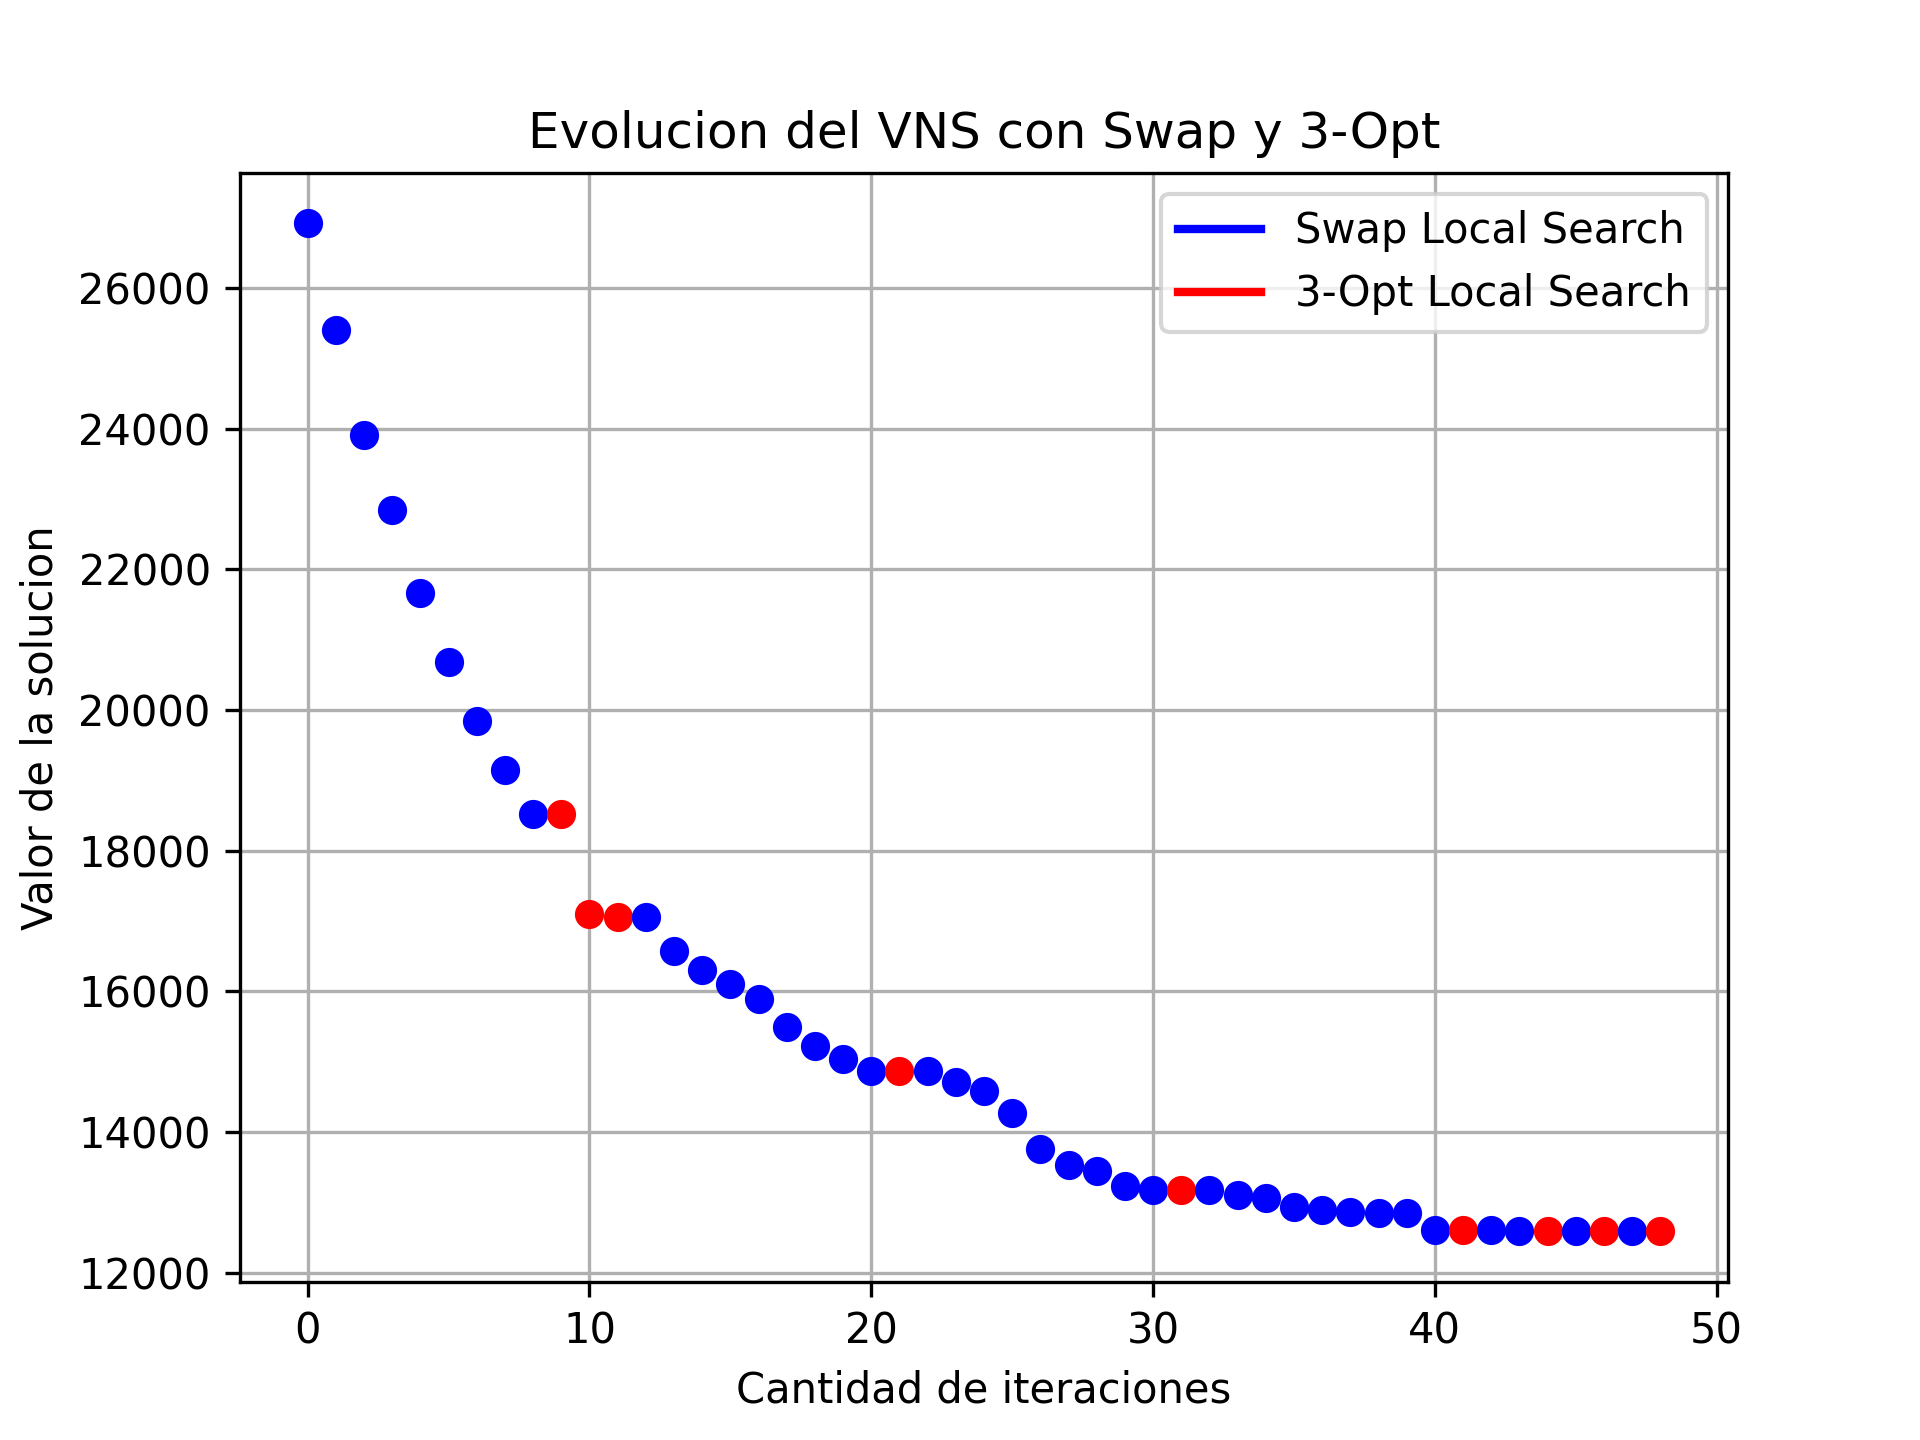 Evolucion del VNS con Swap y 3-Opt
Swap Local Search
3-Opt Local Search
Valor de la solucion
26000
24000
22000
20000
18000
16000
14000
12000
0 10 20 30 40 50
Cantidad de iteraciones